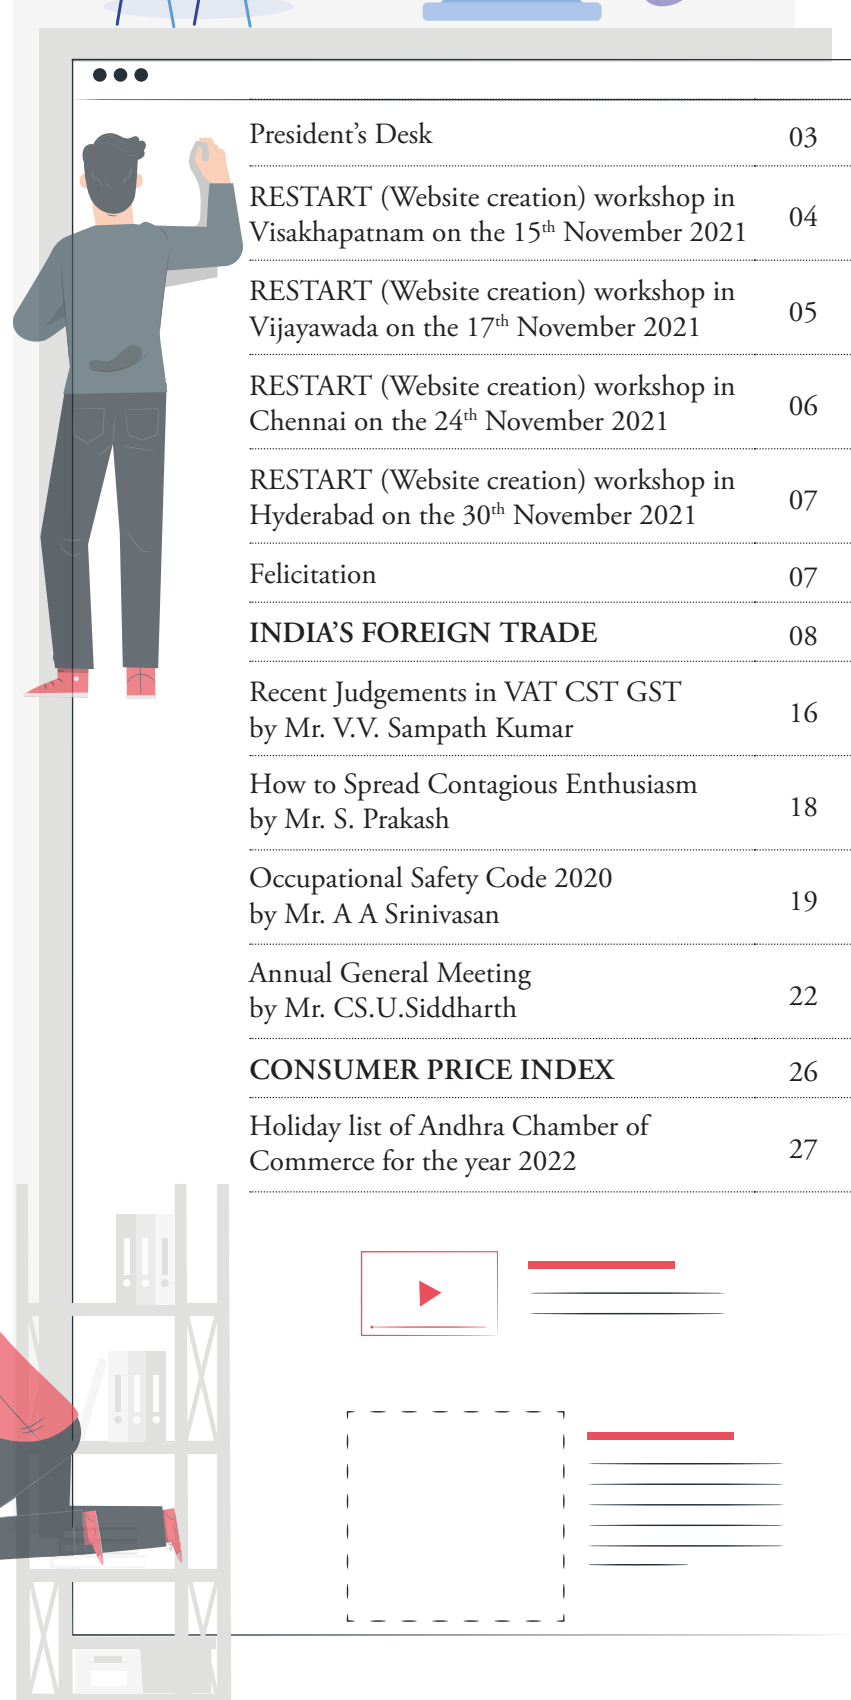 President’s Desk 03
RESTART (Website creation) workshop in
Visakhapatnam on the 15th November 2021 04
RESTART (Website creation) workshop in
Vijayawada on the 17th November 2021 05
RESTART (Website creation) workshop in
Chennai on the 24th November 2021 06
RESTART (Website creation) workshop in
Hyderabad on the 30th November 2021 07
Felicitation 07
INDIA’S FOREIGN TRADE 08
Recent Judgements in VAT CST GST
by Mr. V.V. Sampath Kumar 16
How to Spread Contagious Enthusiasm
by Mr. S. Prakash 18
Occupational Safety Code 2020
by Mr. A A Srinivasan 19
Annual General Meeting
by Mr. CS.U.Siddharth 22
CONSUMER PRICE INDEX 26
Holiday list of Andhra Chamber of
Commerce for the year 2022 27